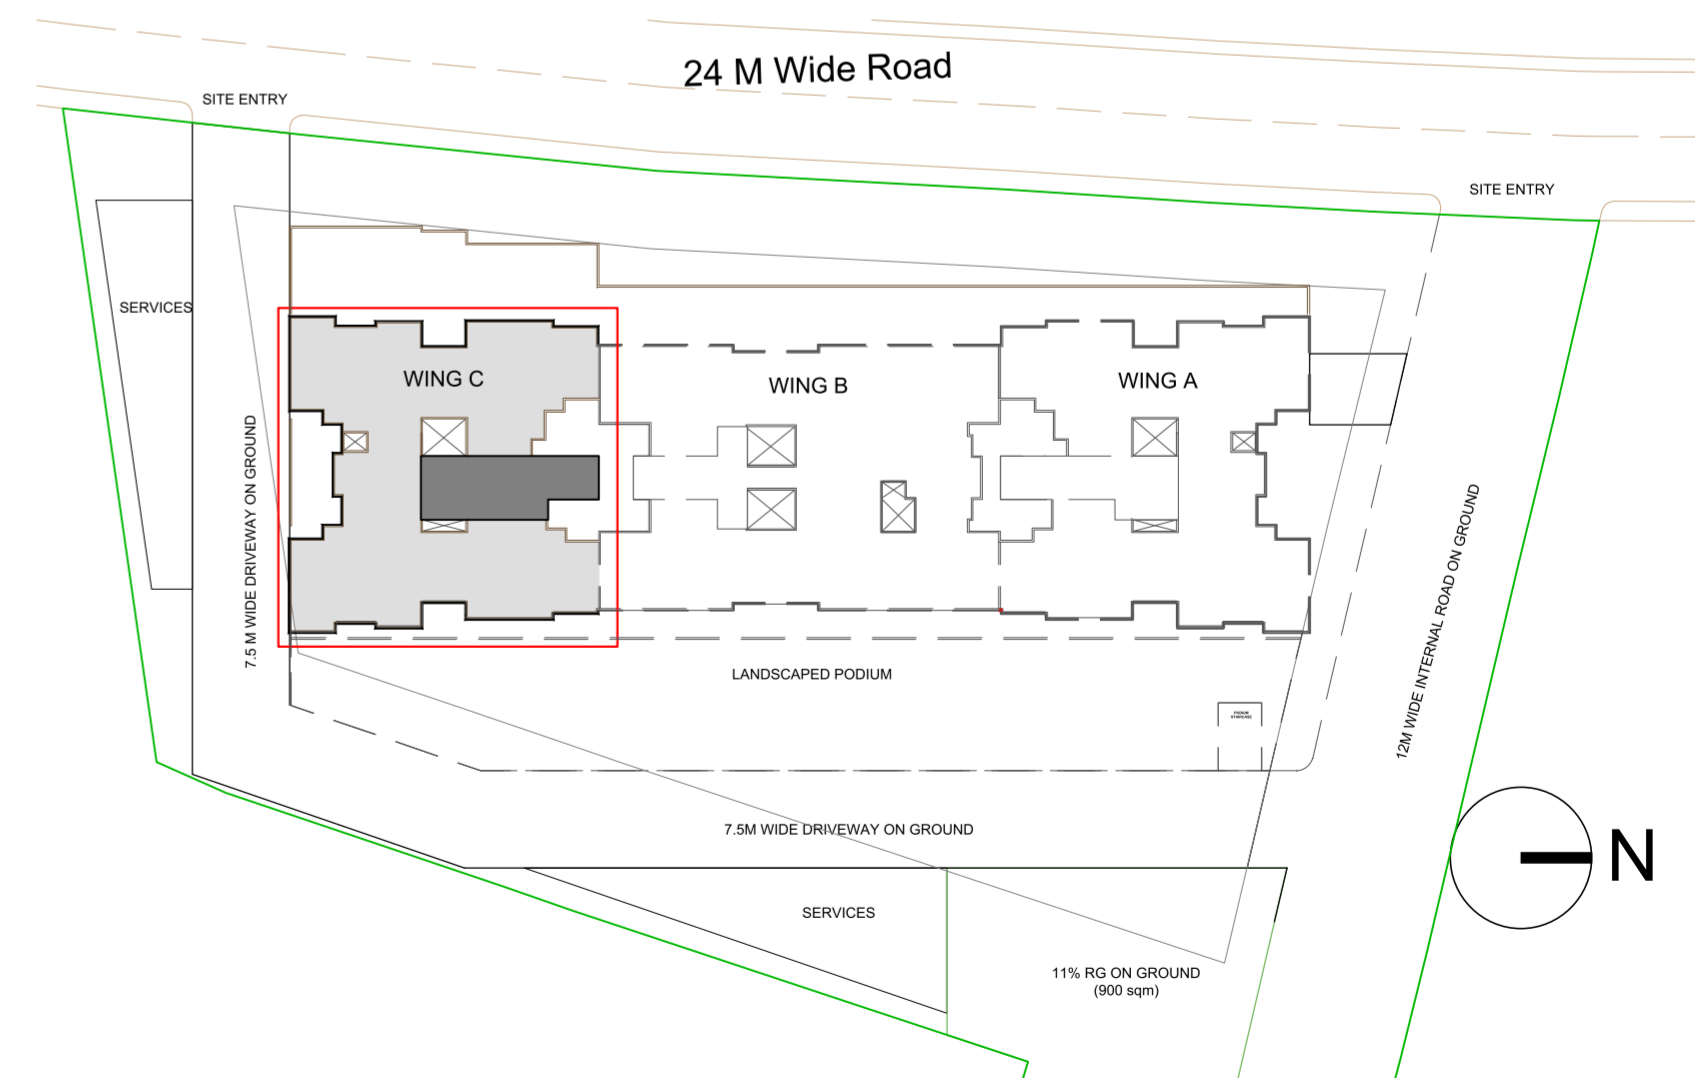 24 M Wide Road
SITE ENTRY
SITE ENTRY
SERVICES
WING C
WING B
WING A
7.5 M WIDE DRIVEWAY ON GROUND
12M WIDE INTERNAL ROAD ON GROUND
LANDSCAPED PODIUM
PODIUM
STAIRCASE
7.5M WIDE DRIVEWAY ON GROUND
N
SERVICES
11% RG ON GROUND
(900 sqm)